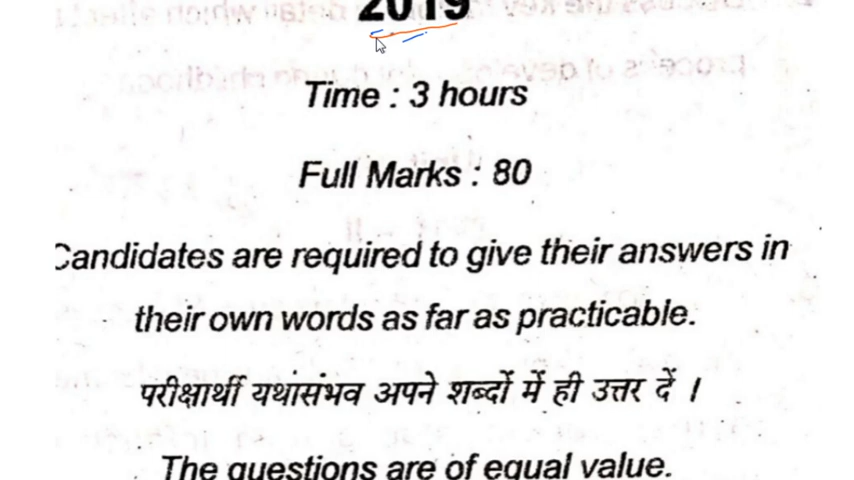 2019
Time : 3 hours
Full Marks : 80
Candidates are required to give their answers in
their own words as far as practicable.
परीक्षार्थी यथासंभव अपने शब्दों में ही उत्तर दें ।
The questions are of equal value.